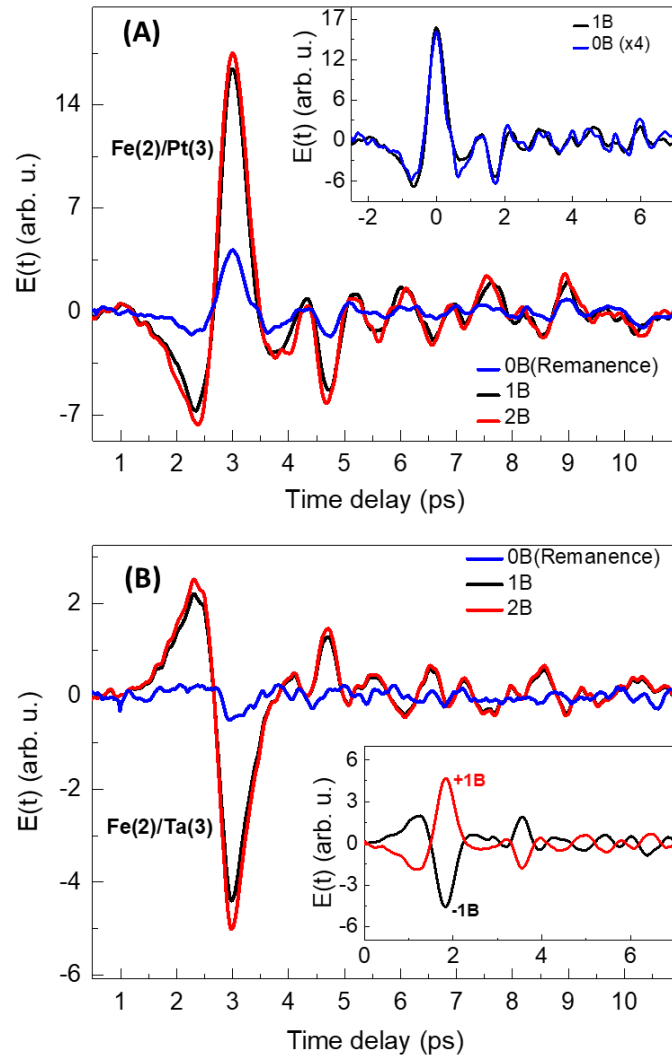 (A)
Fe(2)/Pt(3)
E(t) (arb. u.)
14
7
0
-7
1 2 3 4 5 6 7 8 9 10
Time delay (ps)
0B(Remanence)
1B
2B
E(t) (arb. u.)
17
12
6
0
-6
-2 0 2 4 6
1B
0B (x4)
(B)
Fe(2)/Ta(3)
E(t) (arb. u.)
2
0
-2
-4
-6
1 2 3 4 5 6 7 8 9 10
Time delay (ps)
0B(Remanence)
1B
2B
E(t) (arb. u.)
6
3
0
-3
-6
0 2 4 6
+1B
-1B